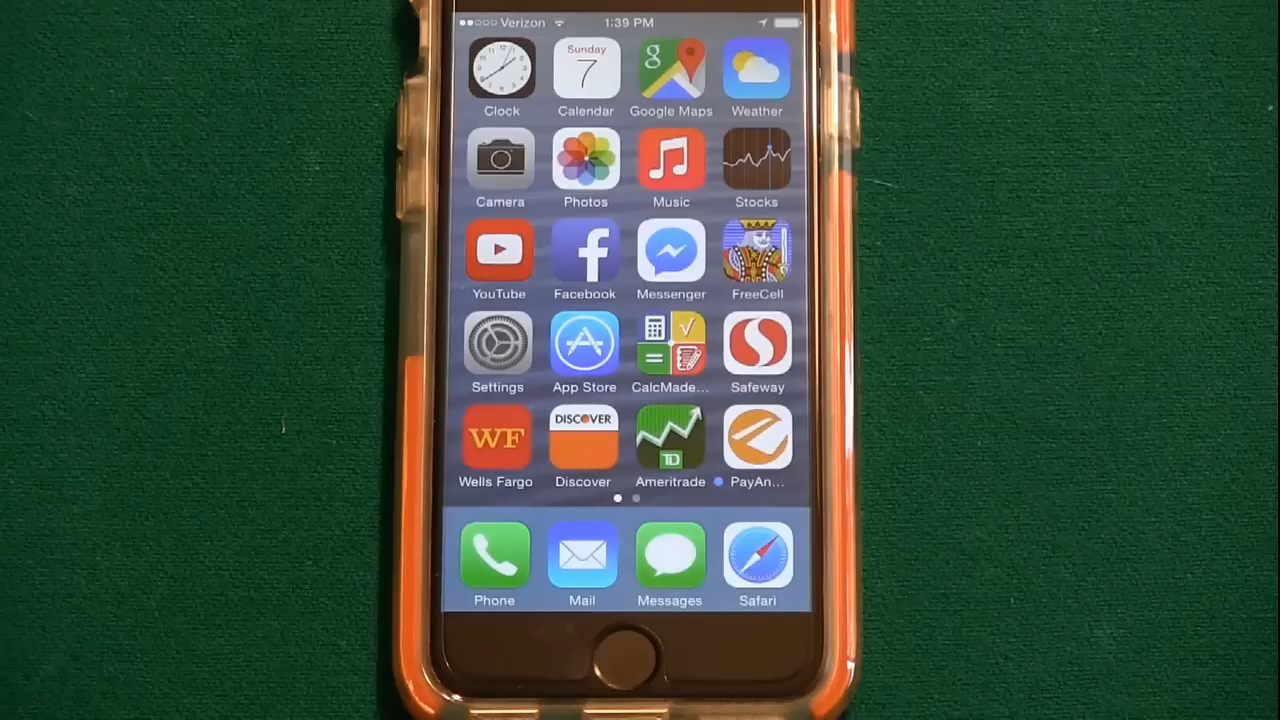 Verizon 1:39 PM
Sunday
7
g
Clock Calendar Google Maps Weather
Camera Photos Music Stocks
f
YouTube Facebook Messenger FreeCell
Settings App Store CalcMade... Safeway
WF DISCOVER TD
Wells Fargo Discover Ameritrade PayAn...
Phone Mail Messages Safari